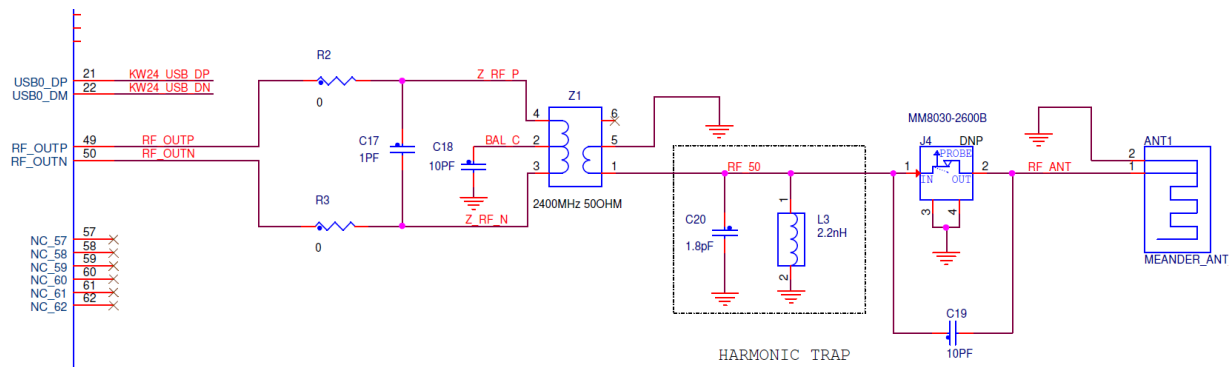 USB0_DP 21 KW24_USB_DP
USB0_DM 22 KW24_USB_DN
RF_OUTP 49 RF_OUTP
RF_OUTN 50 RF_OUTN
NC_57 57
NC_58 58
NC_59 59
NC_60 60
NC_61 61
NC_62 62
R2
0
R3
0
C17
1PF
C18
10PF
BAL_C
Z_RF_P
Z_RF_N
Z1
4
2
3
6
5
1
2400MHz 50OHM
RF_50
C20
1.8pF
1
L3
2.2nH
2
HARMONIC TRAP
MM8030-2600B
J4 DNP
PROBE
1 IN OUT 2
3 4
C19
10PF
RF_ANT
ANT1
2
1
MEANDER_ANT